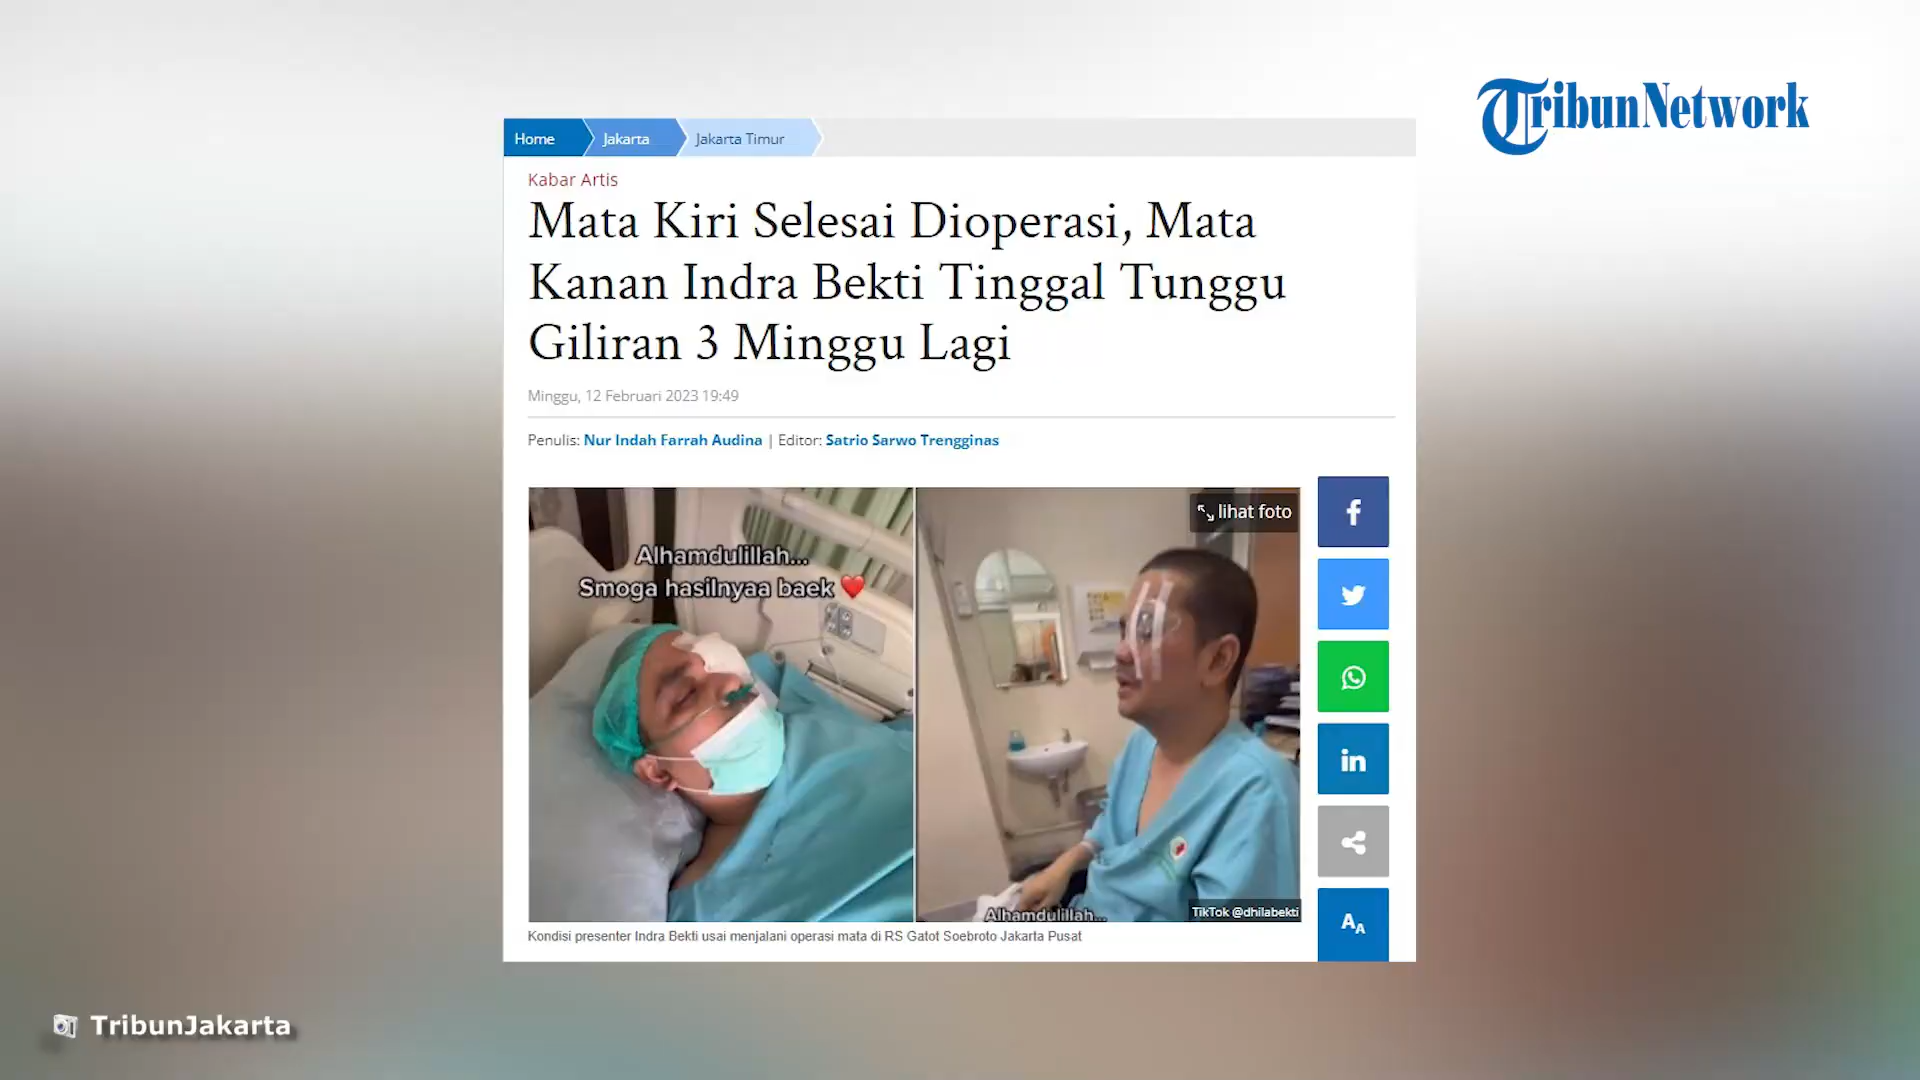 TribunNetwork
Home Jakarta Jakarta Timur
Kabar Artis
Mata Kiri Selesai Dioperasi, Mata
Kanan Indra Bekti Tinggal Tunggu
Giliran 3 Minggu Lagi
Minggu, 12 Februari 2023 19:49
Penulis: Nur Indah Farrah Audina | Editor: Satrio Sarwo Trengginas
lihat foto
Alhamdulillah...
Smoga hasilnyaa baek
Alhamdulillah...
TikTok @dhilabekti
Kondisi presenter Indra Bekti usai menjalani operasi mata di RS Gatot Soebroto Jakarta Pusat
f
in
AA
TribunJakarta